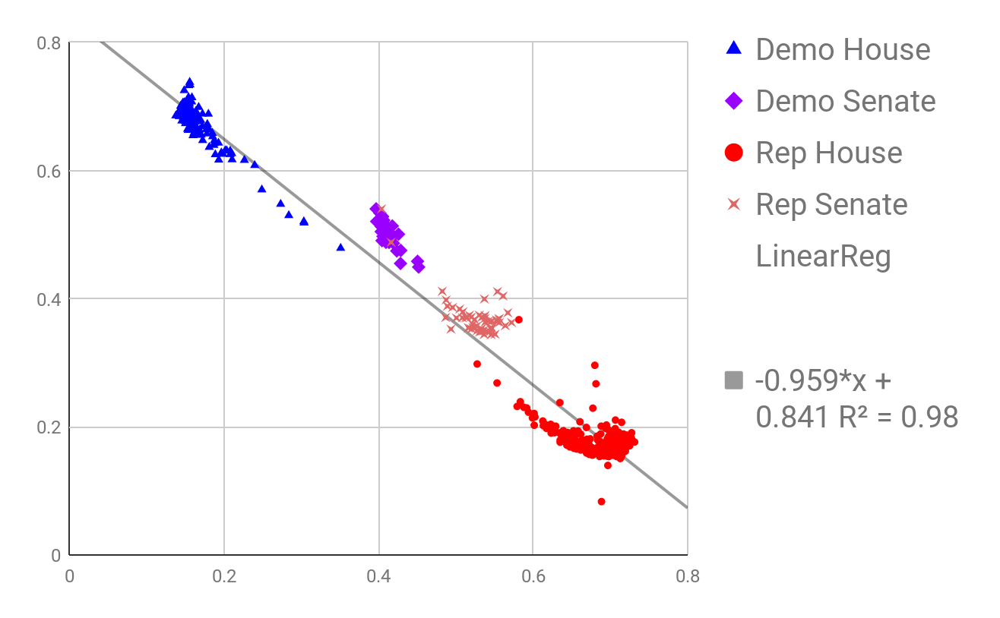 0.8
0.6
0.4
0.2
0
0
0.2
0.4
0.6
0.8
Demo House
Demo Senate
Rep House
Rep Senate
LinearReg
-0.959*x +
0.841 R² = 0.98